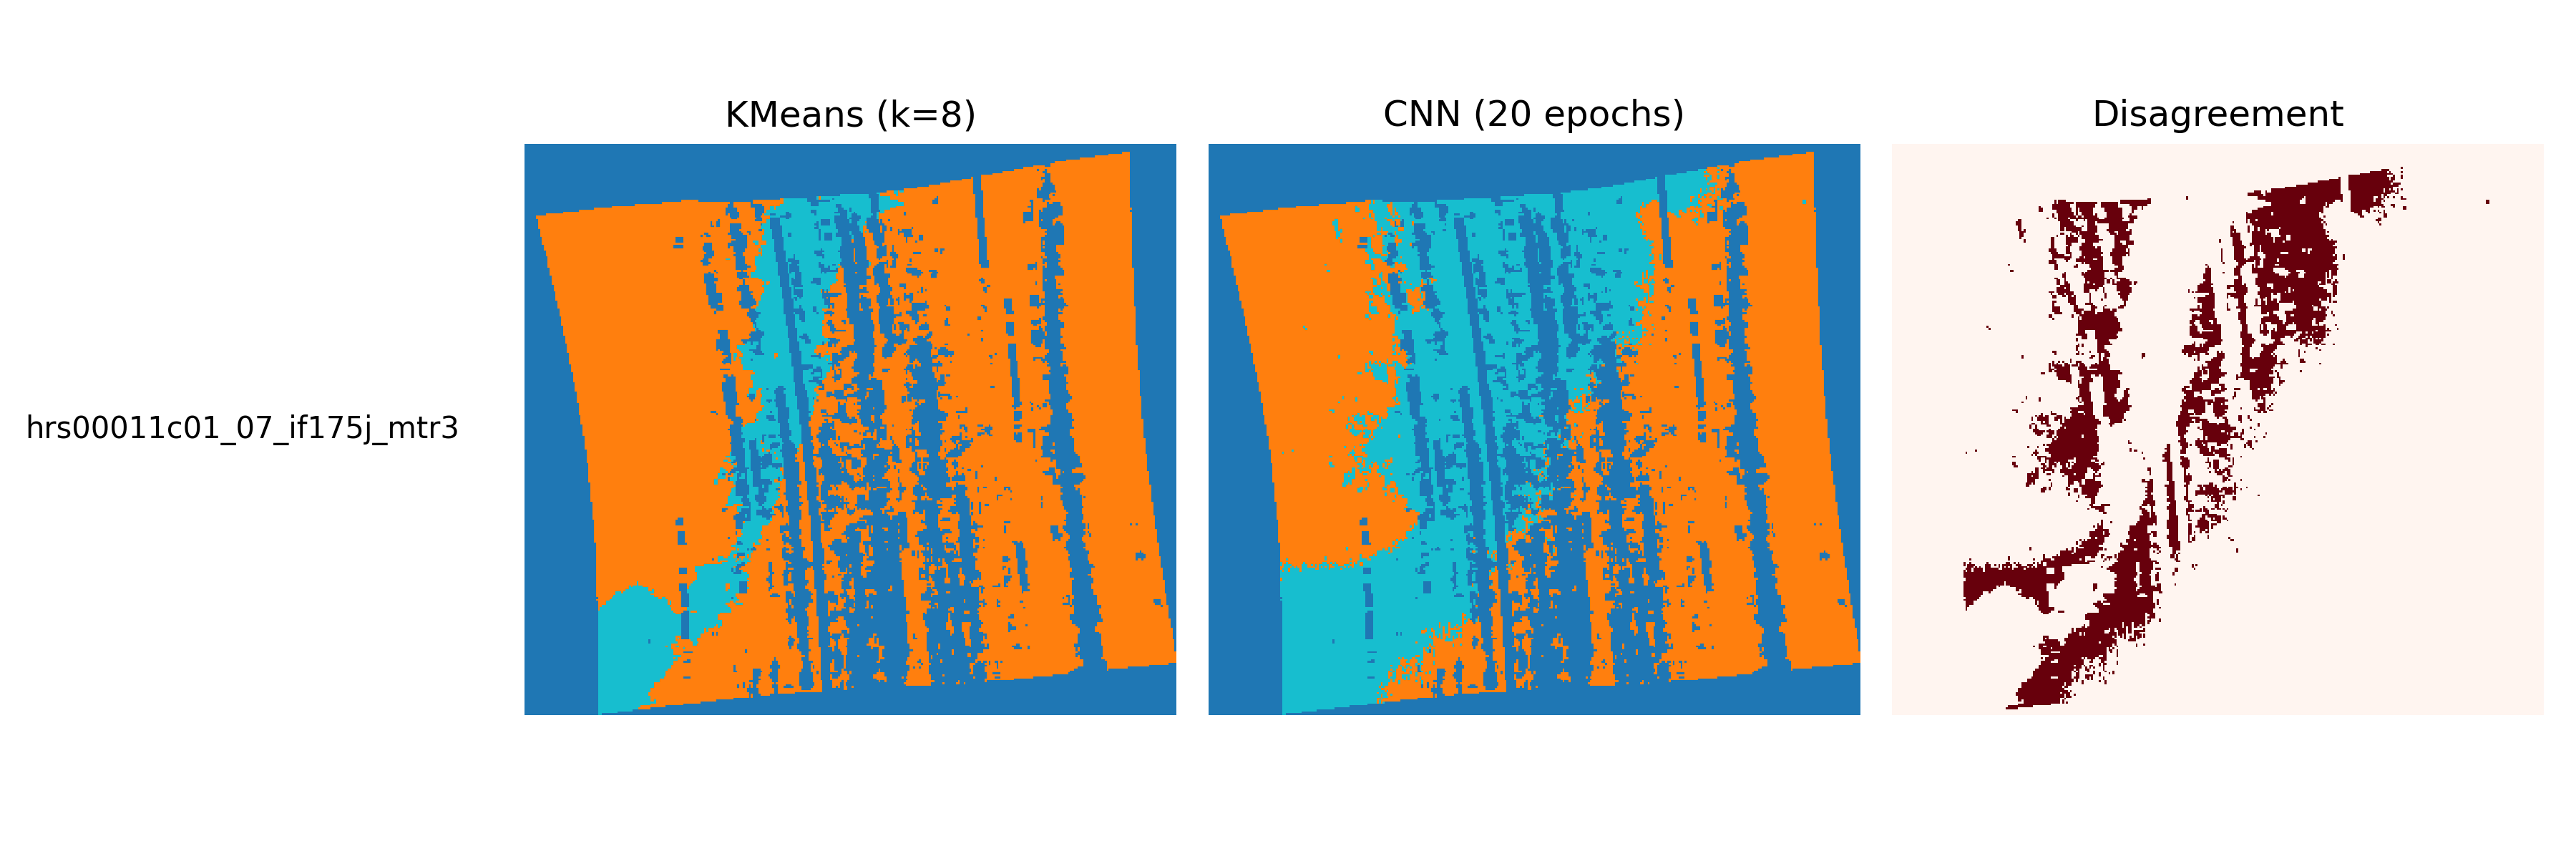 KMeans (k=8)
CNN (20 epochs)
Disagreement
hrs00011c01_07_if175j_mtr3